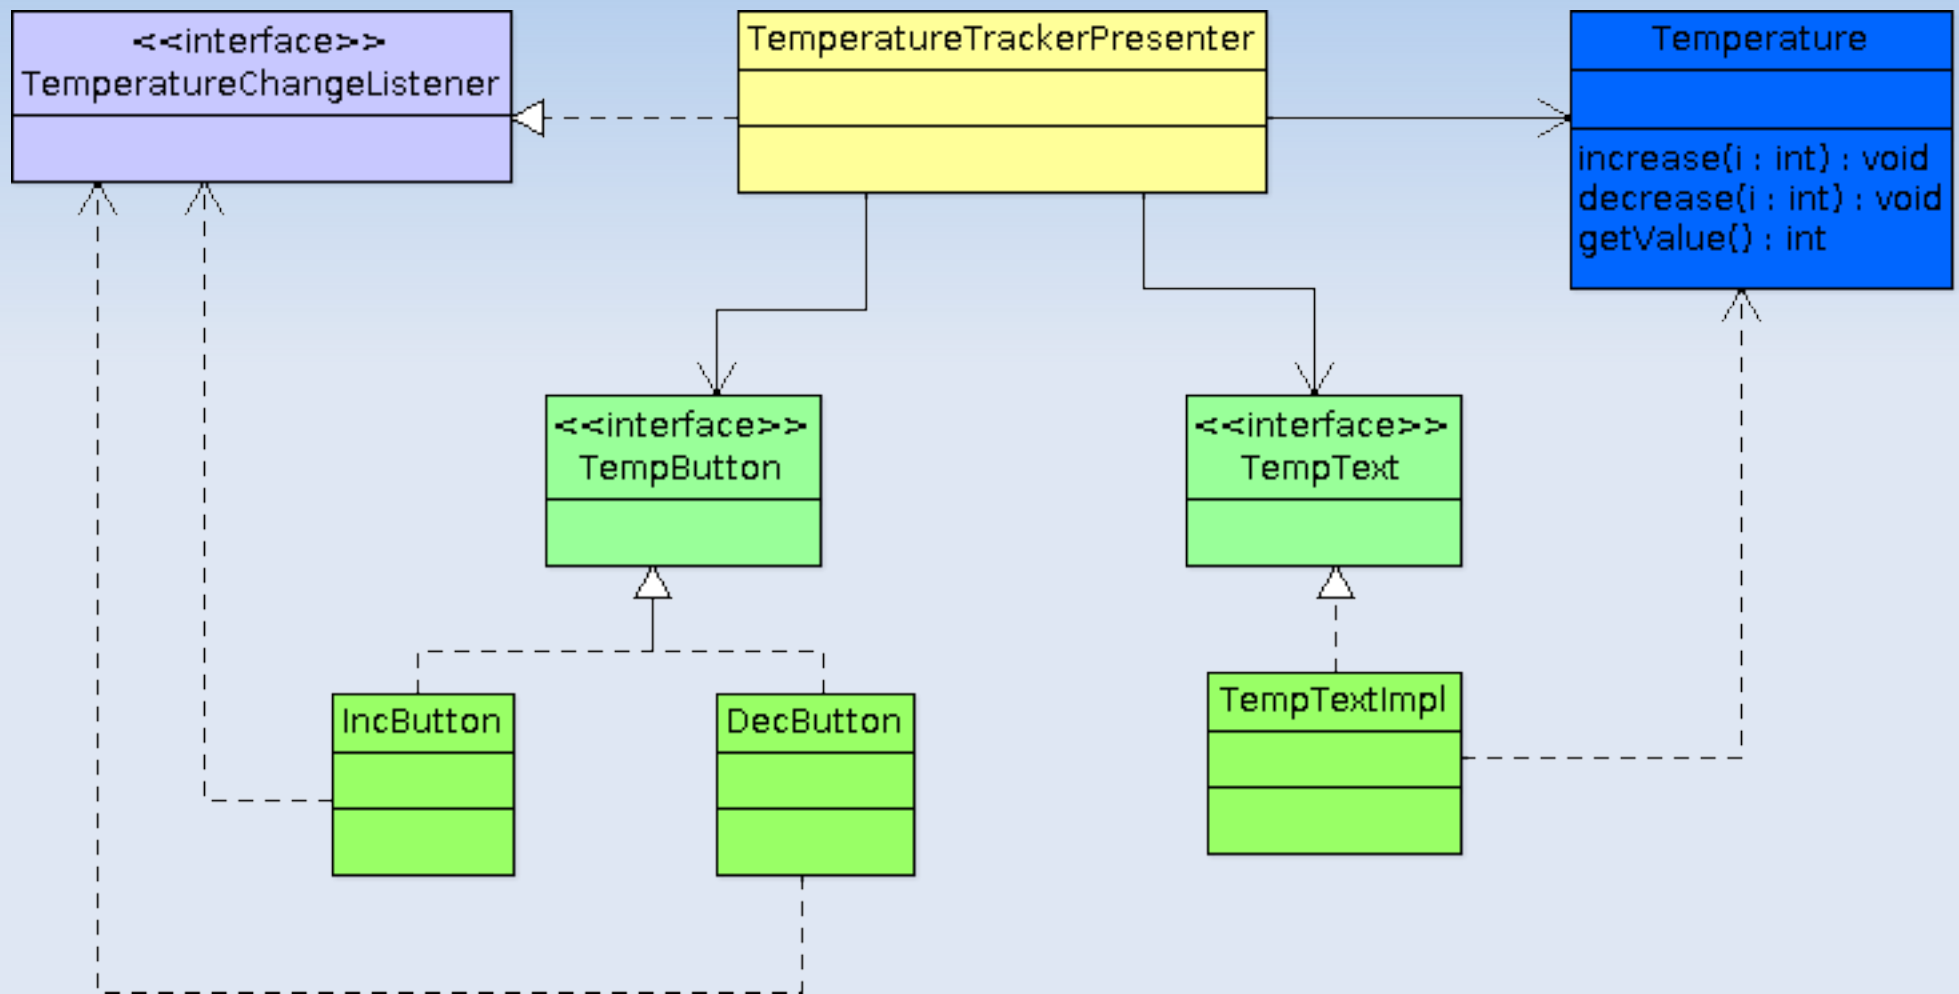 <<interface>>
TemperatureChangeListener
TemperatureTrackerPresenter
Temperature
increase(i : int) : void
decrease(i : int) : void
getValue() : int
<<interface>>
TempButton
<<interface>>
TempText
IncButton
DecButton
TempTextImpl